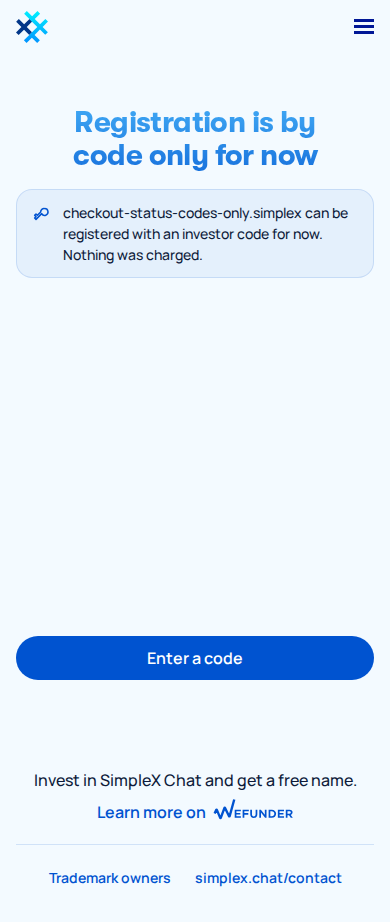 Registration is by
code only for now
checkout-status-codes-only.simplex can be
registered with an investor code for now.
Nothing was charged.
Enter a code
Invest in SimpleX Chat and get a free name.
Learn more on WEFUNDER
Trademark owners simplex.chat/contact